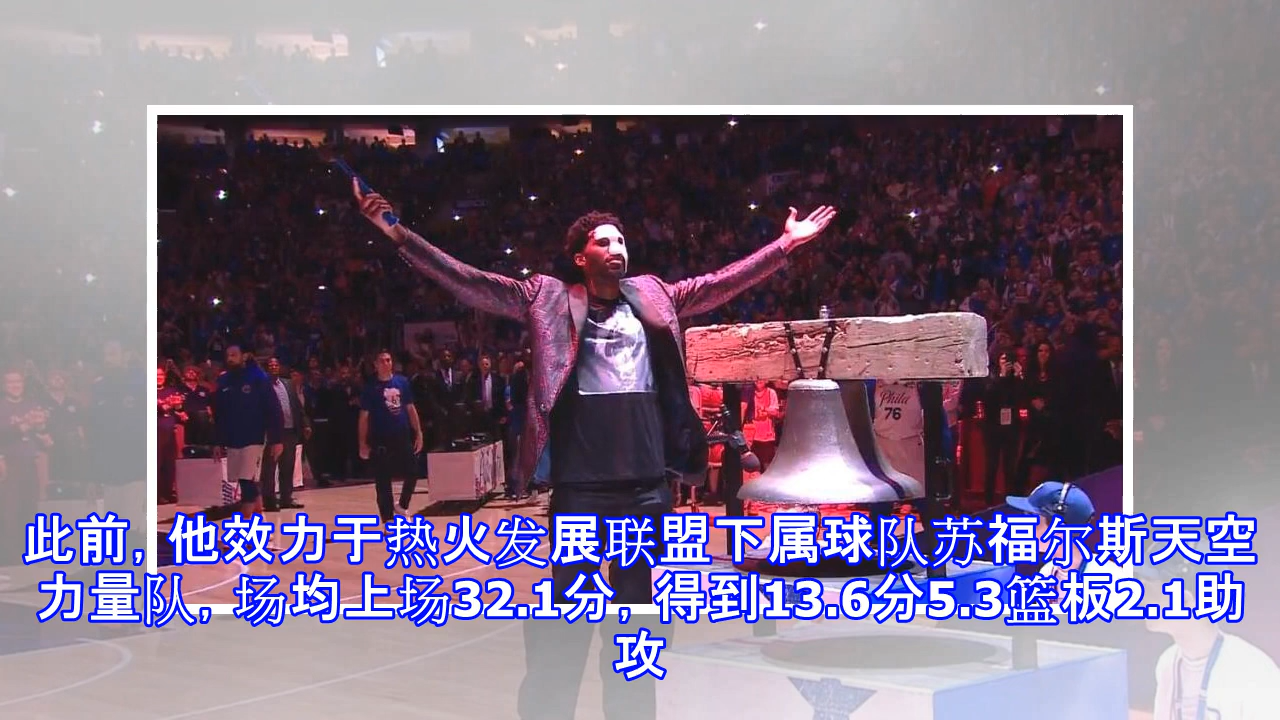 Phila
76
此前, 他效力于热火发展联盟下属球队苏福尔斯天空
力量队, 场均上场32.1分, 得到13.6分5.3篮板2.1助
攻